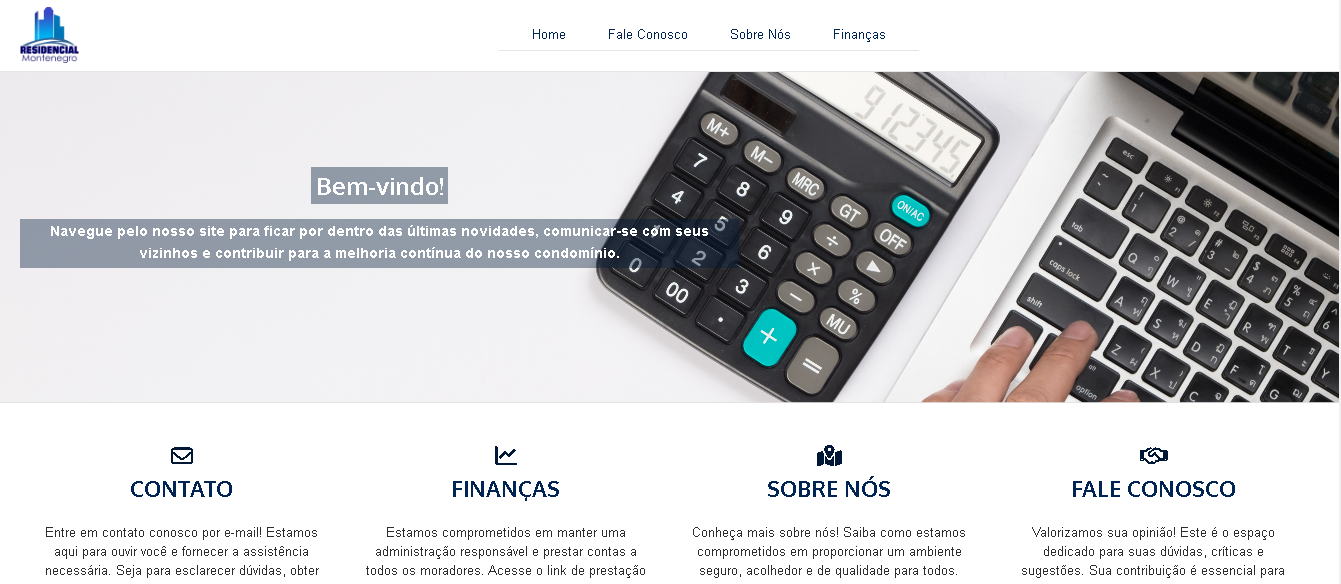 RESIDENCIAL
Montenegro
Home
Fale Conosco
Sobre Nós
Finanças
Bem-vindo!
Navegue pelo nosso site para ficar por dentro das últimas novidades, comunicar-se com seus
vizinhos e contribuir para a melhoria contínua do nosso condomínio.
912345
M+
M−
MRC
GT
ON/AC
7
8
9
÷
OFF
4
5
6
×
▶
0
2
3
−
%
00
.
+
=
MU
esc
tab
caps lock
shift
Q
W
E
R
T
Y
A
S
D
F
G
Z
X
C
alt
option
CONTATO
Entre em contato conosco por e-mail! Estamos
aqui para ouvir você e fornecer a assistência
necessária. Seja para esclarecer dúvidas, obter
FINANÇAS
Estamos comprometidos em manter uma
administração responsável e prestar contas a
todos os moradores. Acesse o link de prestação
SOBRE NÓS
Conheça mais sobre nós! Saiba como estamos
comprometidos em proporcionar um ambiente
seguro, acolhedor e de qualidade para todos.
FALE CONOSCO
Valorizamos sua opinião! Este é o espaço
dedicado para suas dúvidas, críticas e
sugestões. Sua contribuição é essencial para